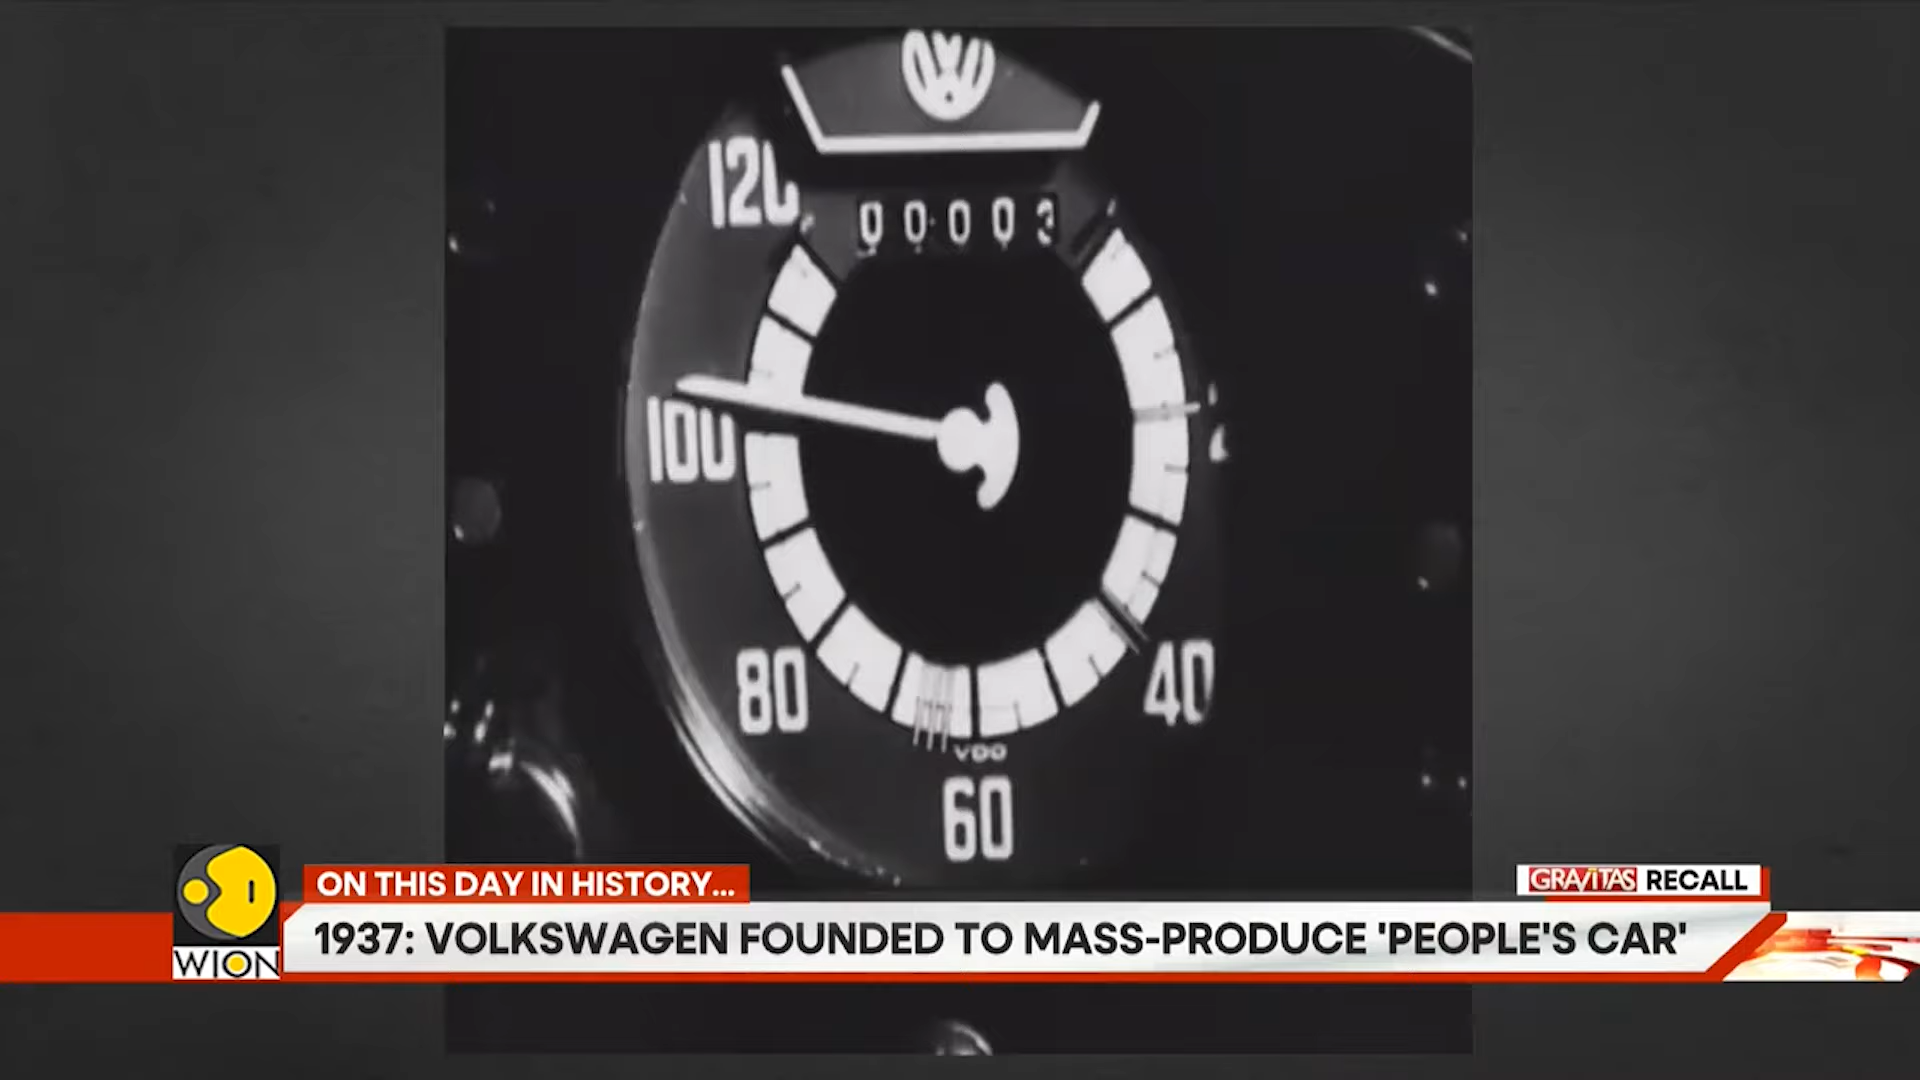 120
00003
100
80
40
VDO
60
ON THIS DAY IN HISTORY...
GRAVITAS RECALL
1937: VOLKSWAGEN FOUNDED TO MASS-PRODUCE 'PEOPLE'S CAR'
WION